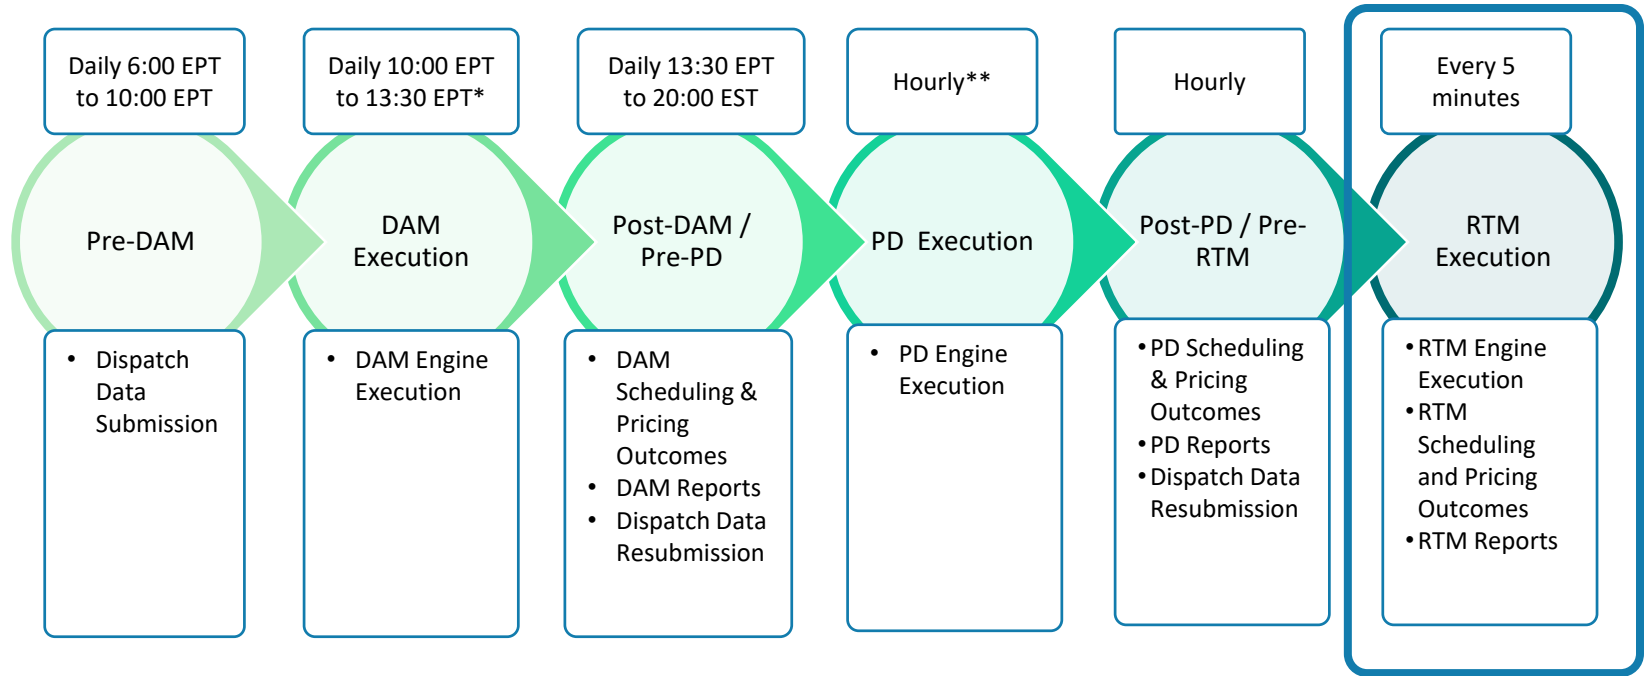 Daily 6:00 EPT
to 10:00 EPT
Daily 10:00 EPT
to 13:30 EPT*
Daily 13:30 EPT
to 20:00 EST
Hourly**
Hourly
Every 5
minutes
Pre-DAM
DAM
Execution
Post-DAM /
Pre-PD
PD Execution
Post-PD / Pre-
RTM
RTM
Execution
• Dispatch
Data
Submission
• DAM Engine
Execution
• DAM
Scheduling &
Pricing
Outcomes
• DAM Reports
• Dispatch Data
Resubmission
• PD Engine
Execution
• PD Scheduling
& Pricing
Outcomes
• PD Reports
• Dispatch Data
Resubmission
• RTM Engine
Execution
• RTM
Scheduling
and Pricing
Outcomes
• RTM Reports